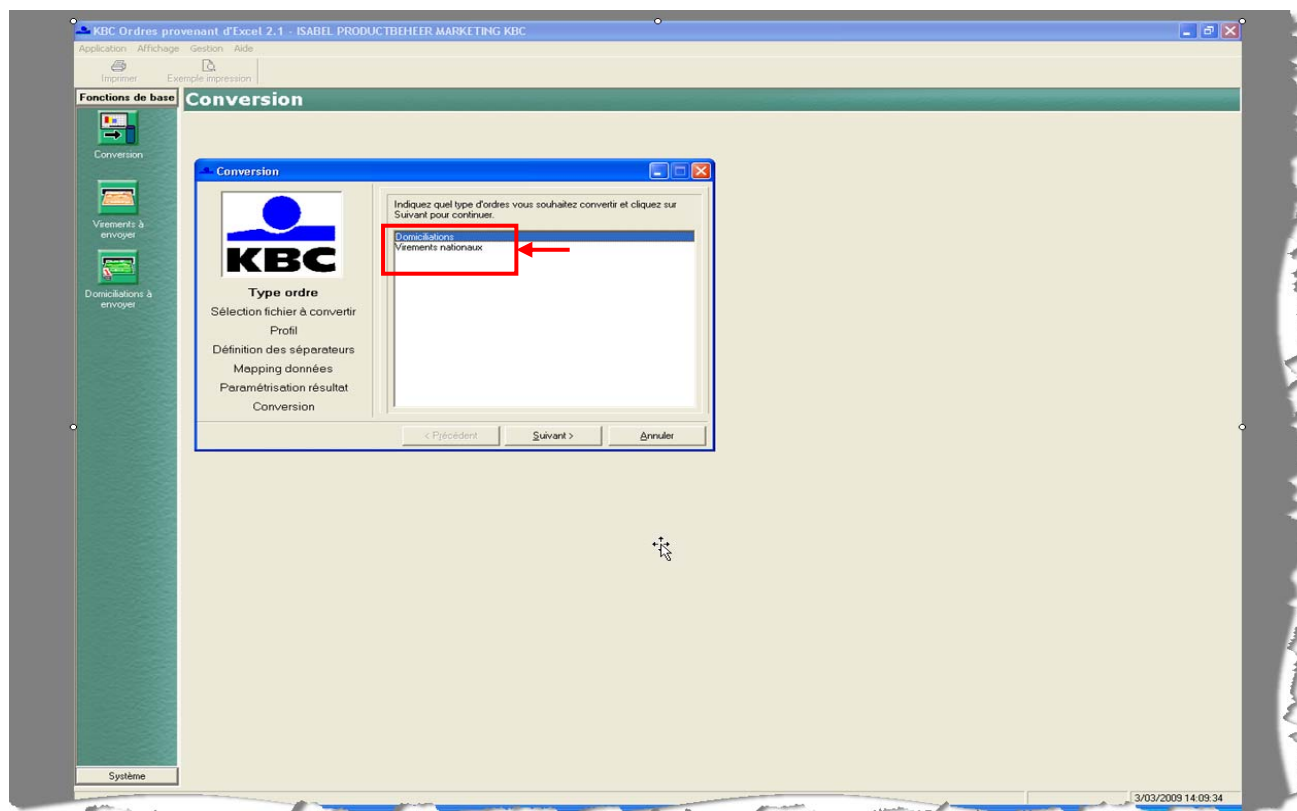 KBC Ordres provenant d'Excel 2.1 - ISABEL PRODUCTBEHEER MARKETING KBC
Application Affichage Gestion Aide
Imprimer Exemple impression
Fonctions de base
Conversion
Conversion
Virements à
envoyer
Domiciliations à
envoyer
Conversion
KBC
Type ordre
Sélection fichier à convertir
Profil
Définition des séparateurs
Mapping données
Paramétrisation résultat
Conversion
Indiquez quel type d'ordres vous souhaitez convertir et cliquez sur
Suivant pour continuer.
Domiciliations
Virements nationaux
< Précédent Suivant > Annuler
Système
3/03/2009 14:09:34